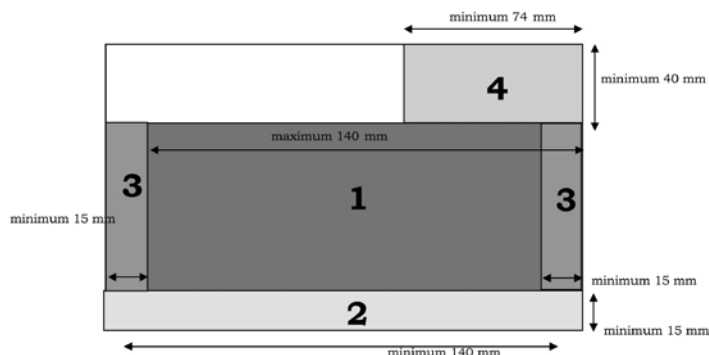 minimum 74 mm
4
minimum 40 mm
maximum 140 mm
3
1
3
minimum 15 mm
minimum 15 mm
2
minimum 15 mm
minimum 140 mm